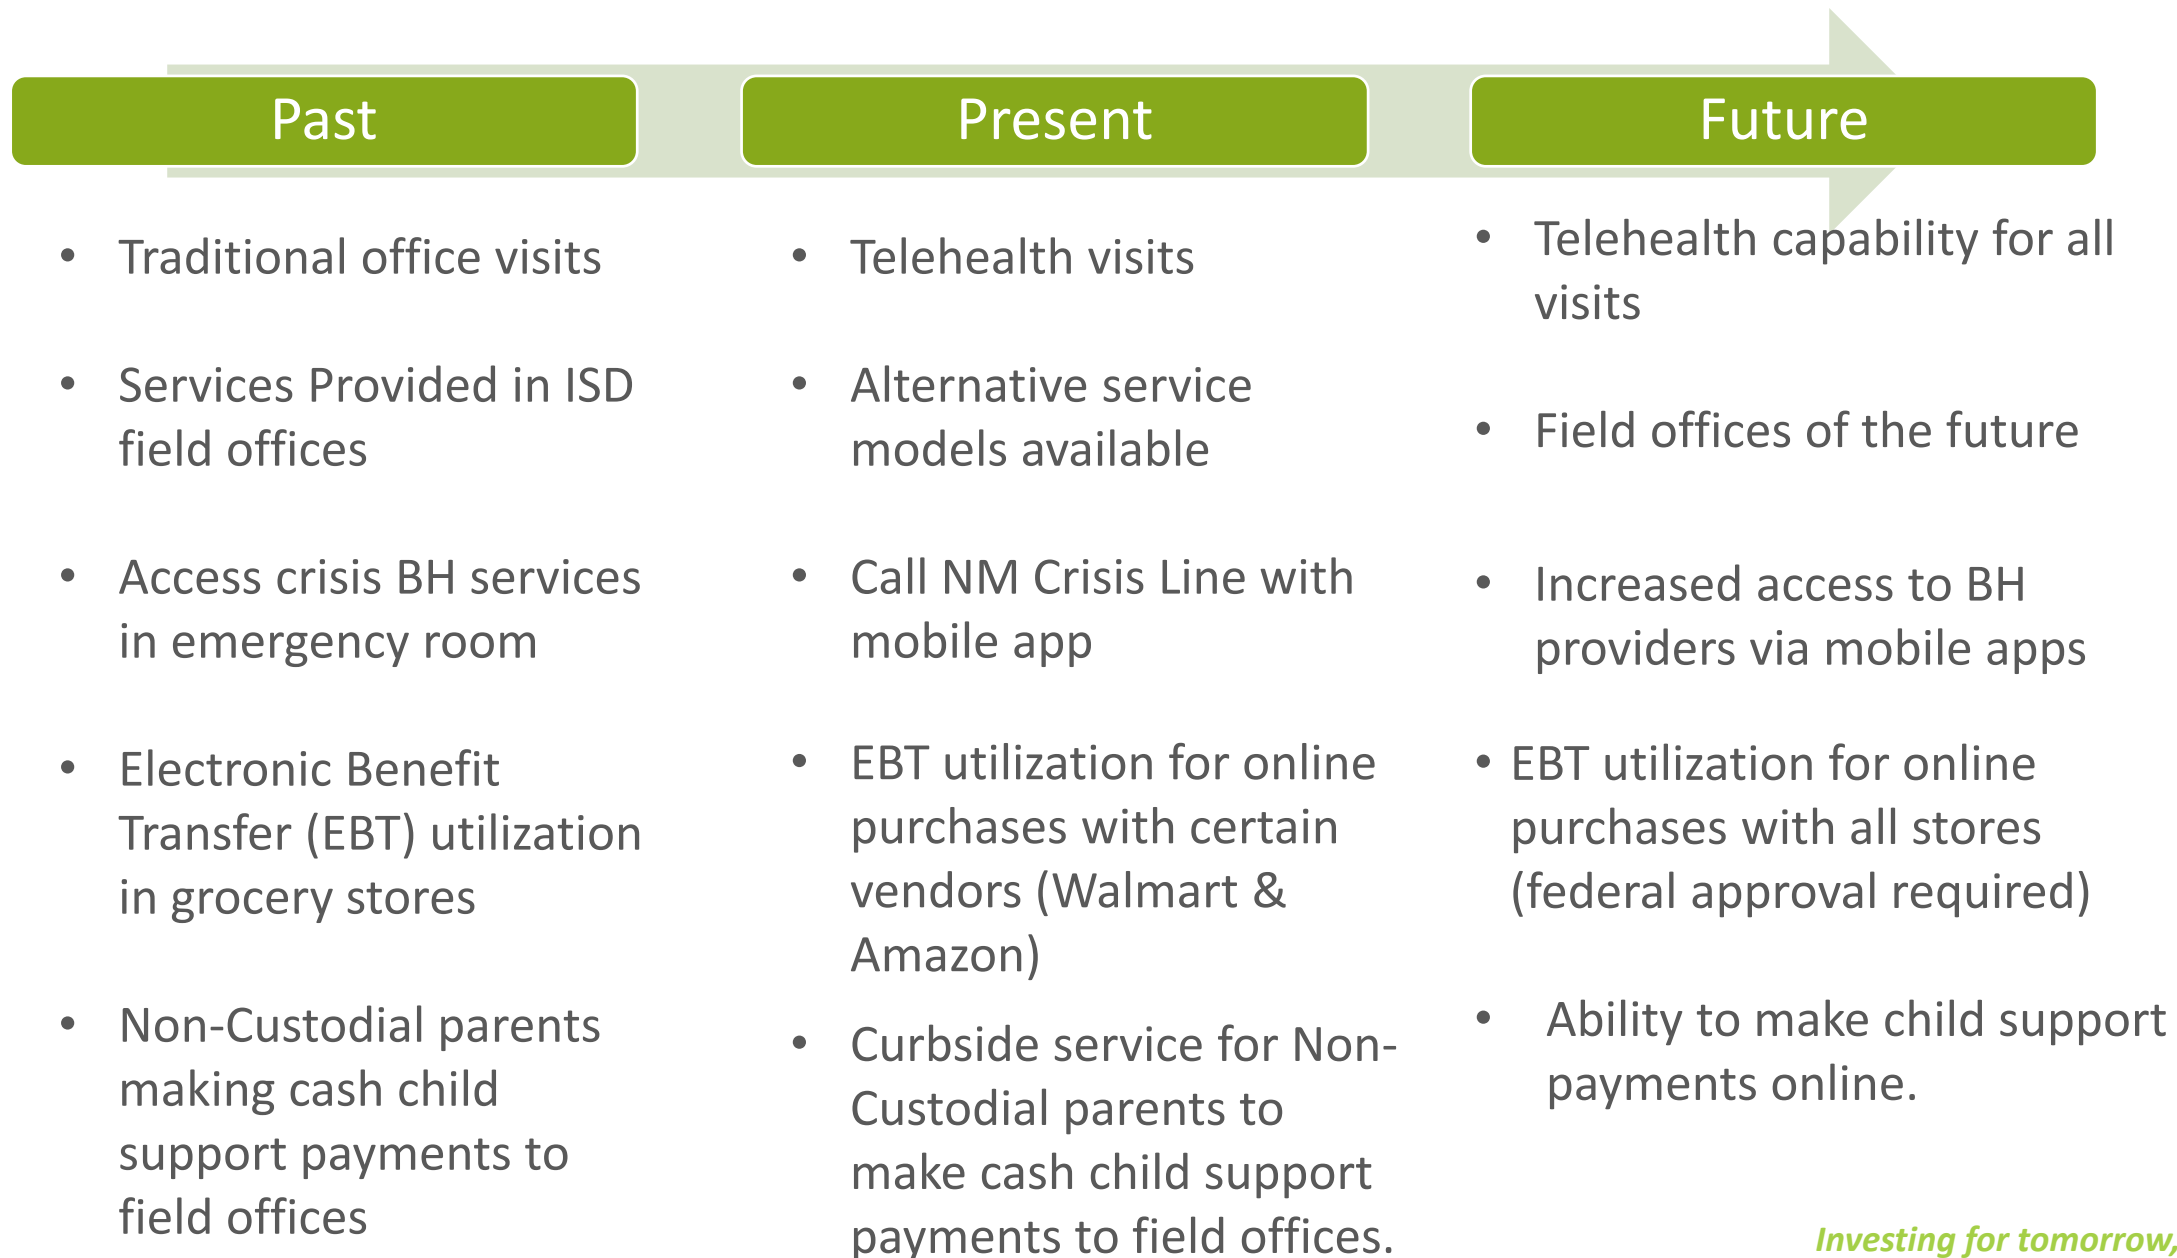 Past
Present
Future
• Traditional office visits
• Services Provided in ISD
field offices
• Access crisis BH services
in emergency room
• Electronic Benefit
Transfer (EBT) utilization
in grocery stores
• Non-Custodial parents
making cash child
support payments to
field offices
• Telehealth visits
• Alternative service
models available
• Call NM Crisis Line with
mobile app
• EBT utilization for online
purchases with certain
vendors (Walmart &
Amazon)
• Curbside service for Non-
Custodial parents to
make cash child support
payments to field offices.
• Telehealth capability for all
visits
• Field offices of the future
• Increased access to BH
providers via mobile apps
• EBT utilization for online
purchases with all stores
(federal approval required)
• Ability to make child support
payments online.
Investing for tomorrow,